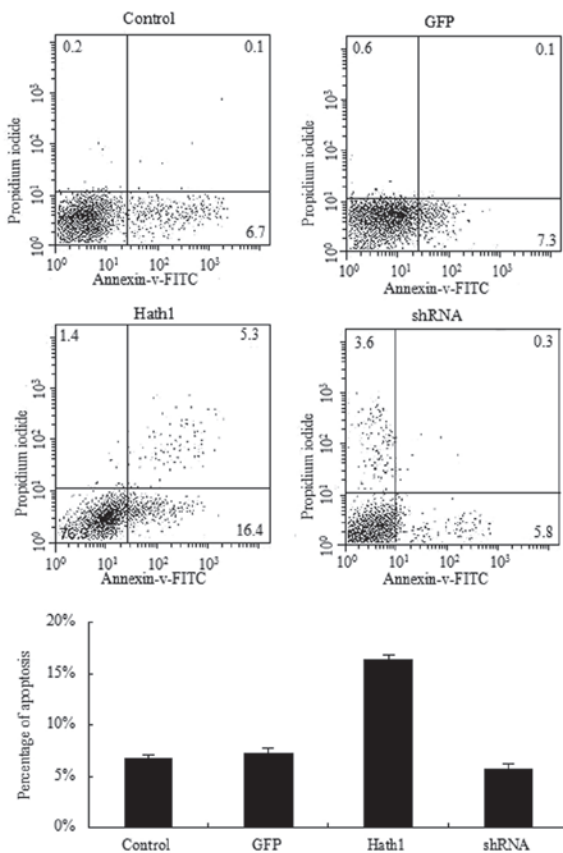 Control
0.2 0.1
6.7
Propidium iodide
10³
10²
10¹
10⁰
10⁰ 10¹ 10² 10³
Annexin-v-FITC
GFP
0.6 0.1
7.3
Propidium iodide
10³
10²
10¹
10⁰
10⁰ 10¹ 10² 10³
Annexin-v-FITC
Hath1
1.4 5.3
16.4
Propidium iodide
10³
10²
10¹
10⁰
10⁰ 10¹ 10² 10³
Annexin-v-FITC
shRNA
3.6 0.3
5.8
Propidium iodide
10³
10²
10¹
10⁰
10⁰ 10¹ 10² 10³
Annexin-v-FITC
Percentage of apoptosis
20%
15%
10%
5%
0%
Control GFP Hath1 shRNA